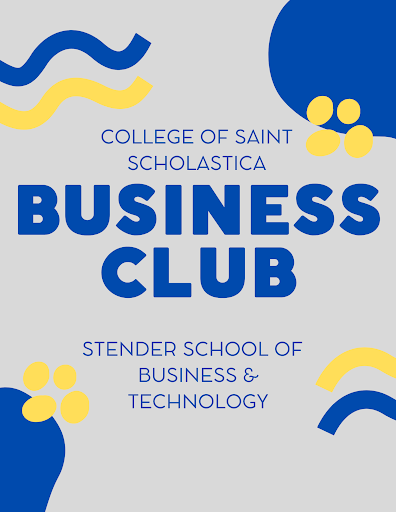 COLLEGE OF SAINT
SCHOLASTICA
BUSINESS
CLUB
STENDER SCHOOL OF
BUSINESS &
TECHNOLOGY